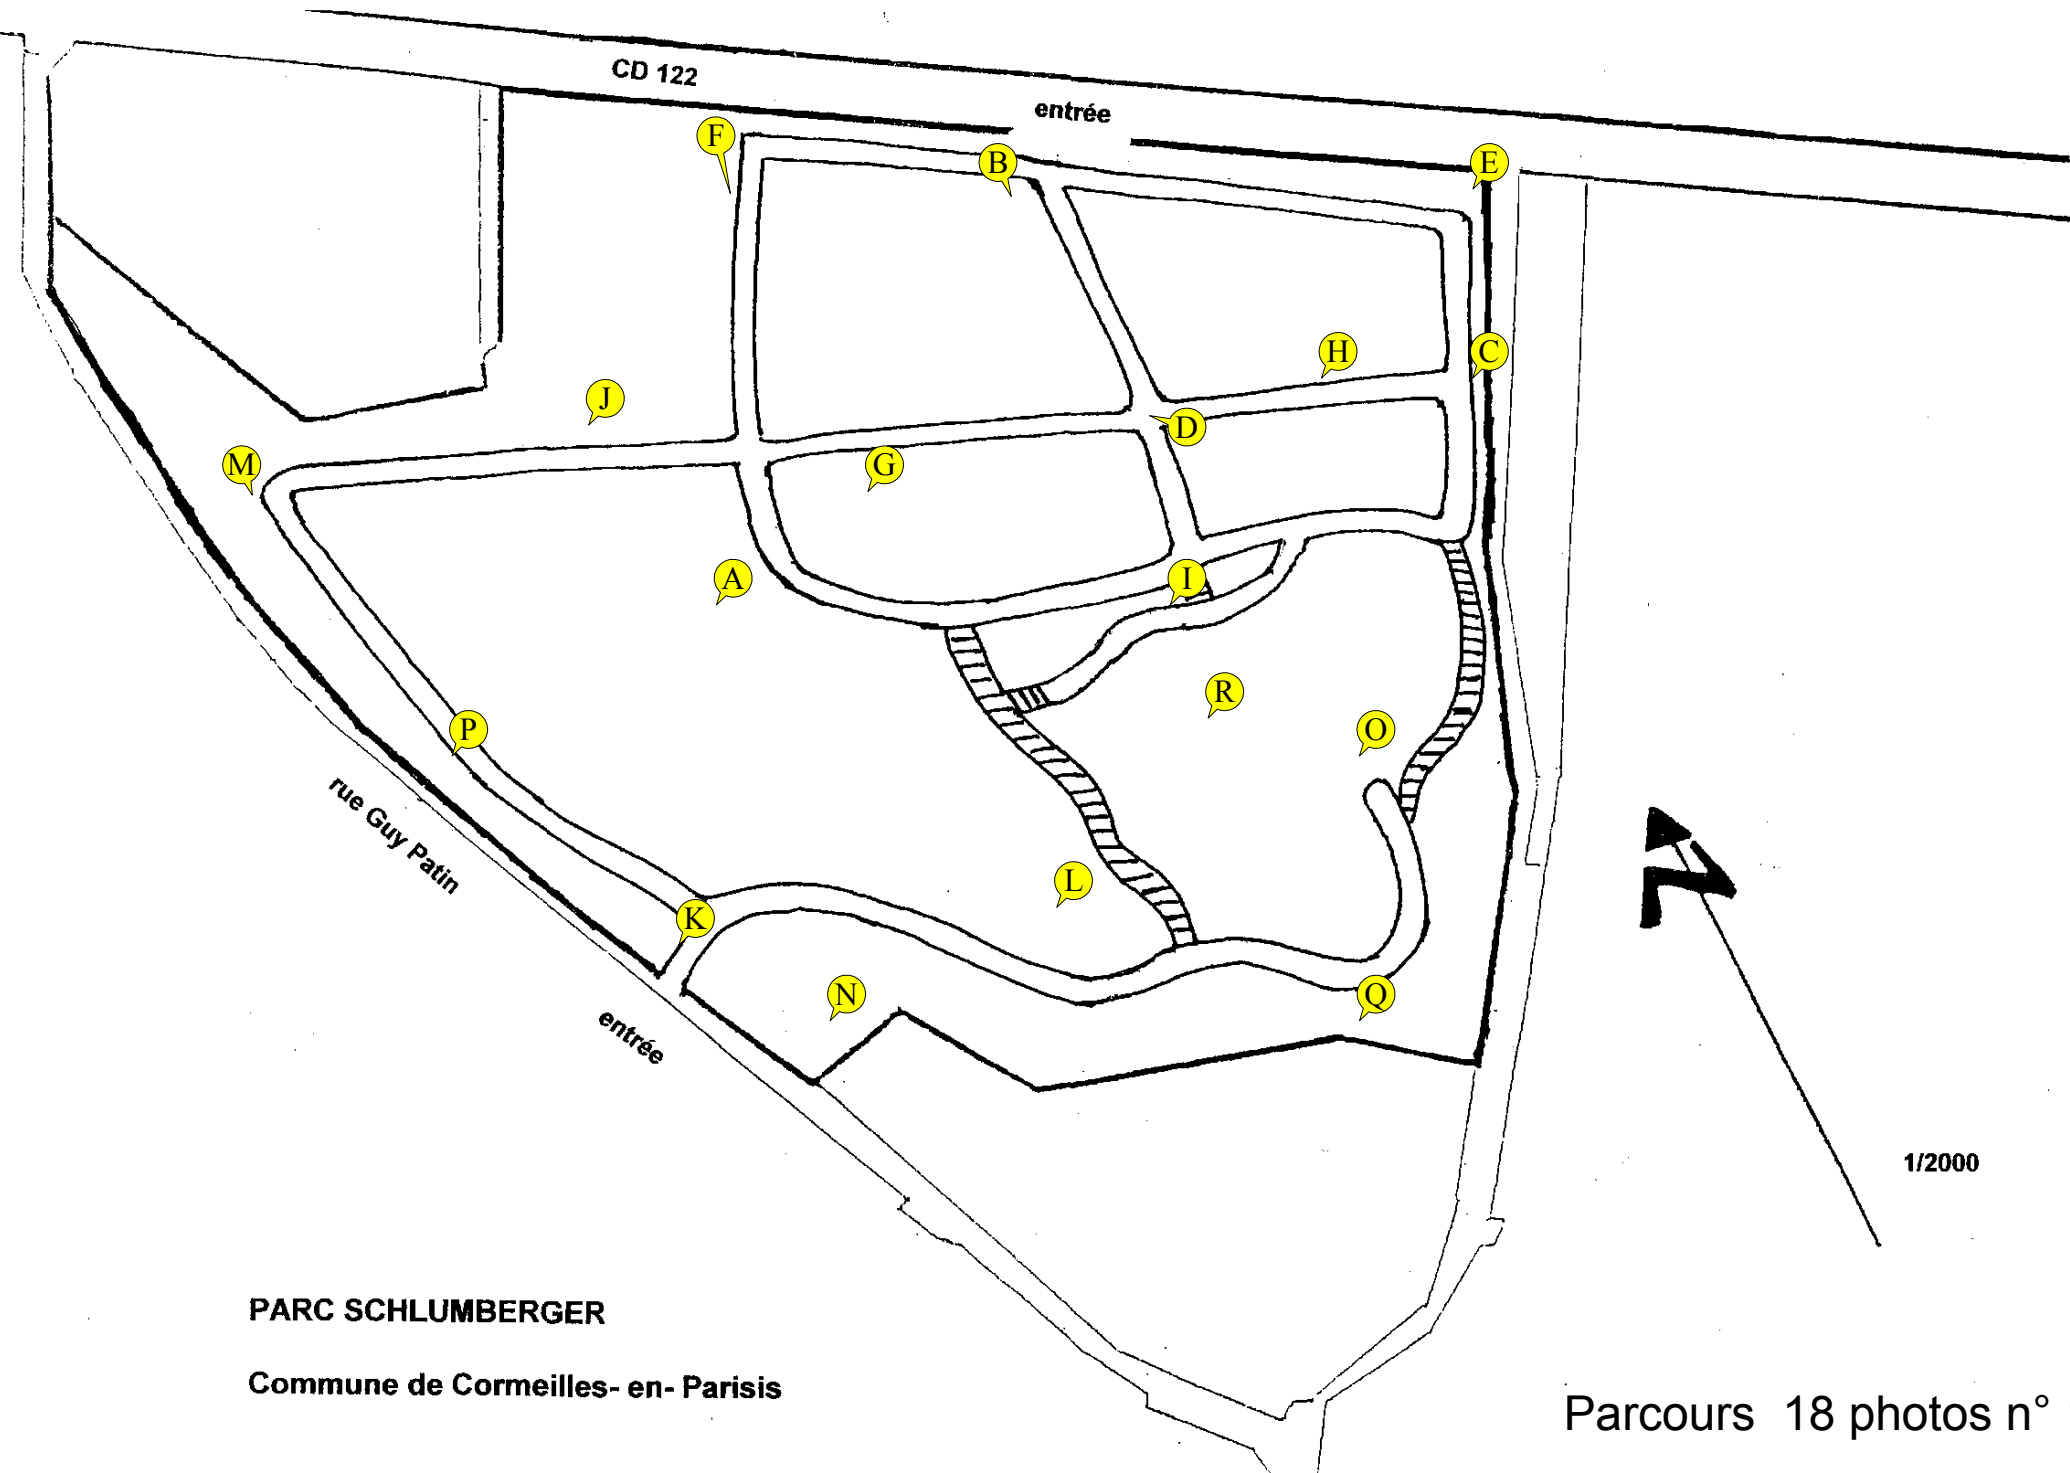 CD 122
entrée
F
B
E
H
C
J
D
M
G
A
I
R
P
O
rue Guy Patin
L
K
N
Q
entrée
N
1/2000
PARC SCHLUMBERGER
Commune de Cormeilles- en- Parisis
Parcours 18 photos n°